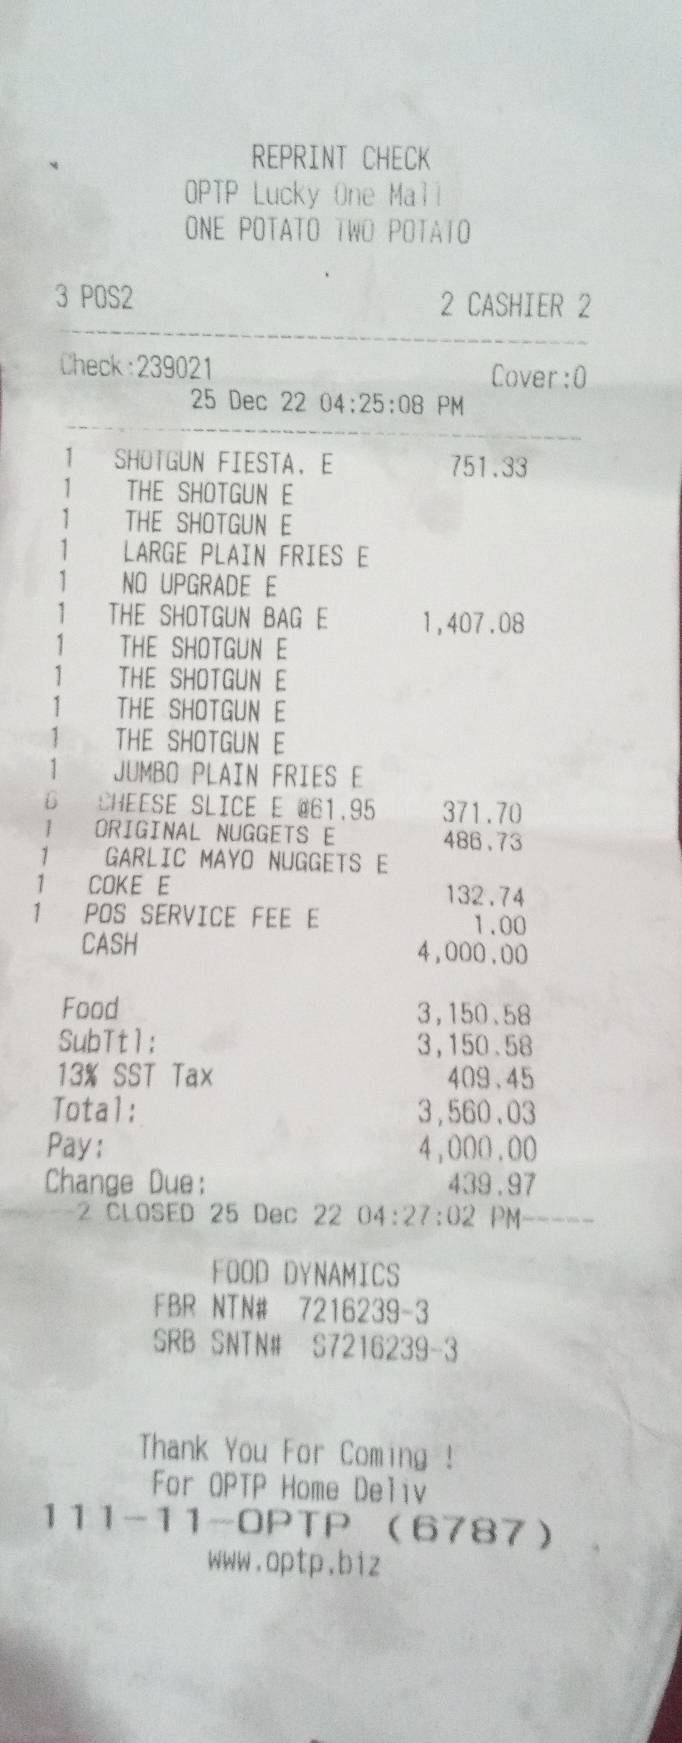 REPRINT CHECK
OPTP Lucky One Mall
ONE POTATO TWO POTATO
3 POS2 2 CASHIER 2
Check:239021 Cover:0
25 Dec 22 04:25:08 PM
1 SHOTGUN FIESTA. E 751.33
1 THE SHOTGUN E
1 THE SHOTGUN E
1 LARGE PLAIN FRIES E
1 NO UPGRADE E
1 THE SHOTGUN BAG E 1,407.08
1 THE SHOTGUN E
1 THE SHOTGUN E
1 THE SHOTGUN E
1 THE SHOTGUN E
1 JUMBO PLAIN FRIES E
6 CHEESE SLICE E @61.95 371.70
1 ORIGINAL NUGGETS E 486.73
1 GARLIC MAYO NUGGETS E
1 COKE E 132.74
1 POS SERVICE FEE E 1.00
CASH 4,000.00
Food 3,150.58
SubTtl: 3,150.58
13% SST Tax 409.45
Total: 3,560.03
Pay: 4,000.00
Change Due: 439.97
-----2 CLOSED 25 Dec 22 04:27:02 PM-----
FOOD DYNAMICS
FBR NTN# 7216239-3
SRB SNTN# S7216239-3
Thank You For Coming !
For OPTP Home Deliv
111-11-OPTP (6787)
www.optp.biz